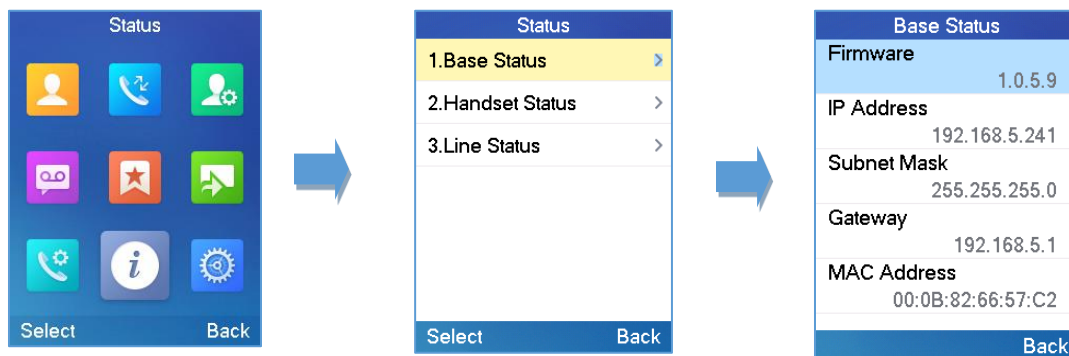 Status
Select Back
Status
1.Base Status
2.Handset Status
3.Line Status
Select Back
Base Status
Firmware
1.0.5.9
IP Address
192.168.5.241
Subnet Mask
255.255.255.0
Gateway
192.168.5.1
MAC Address
00:0B:82:66:57:C2
Back